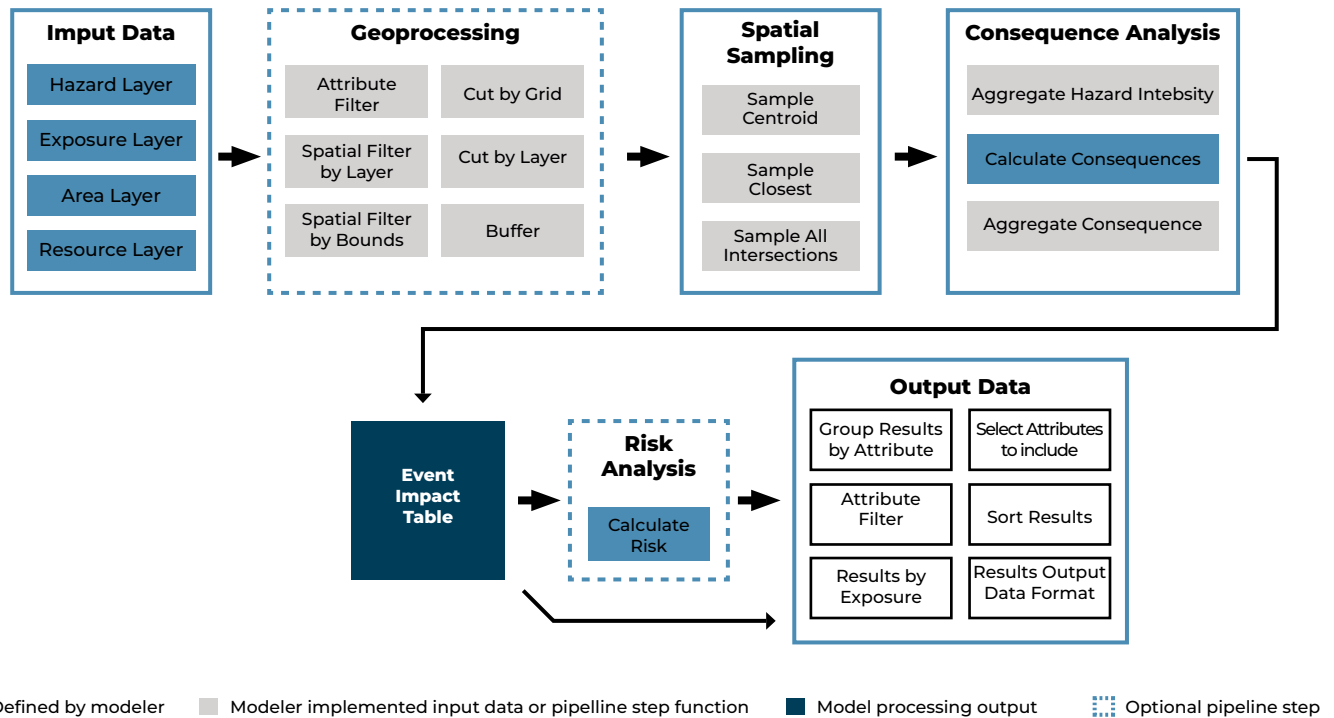 Imput Data
Hazard Layer
Exposure Layer
Area Layer
Resource Layer
Geoprocessing
Attribute
Filter
Cut by Grid
Spatial Filter
by Layer
Cut by Layer
Spatial Filter
by Bounds
Buffer
Spatial
Sampling
Sample
Centroid
Sample
Closest
Sample All
Intersections
Consequence Analysis
Aggregate Hazard Intebsity
Calculate Consequences
Aggregate Consequence
Event
Impact
Table
Risk
Analysis
Calculate
Risk
Output Data
Group Results
by Attribute
Select Attributes
to include
Attribute
Filter
Sort Results
Results by
Exposure
Results Output
Data Format
Defined by modeler
Modeler implemented input data or pipelline step function
Model processing output
Optional pipeline step